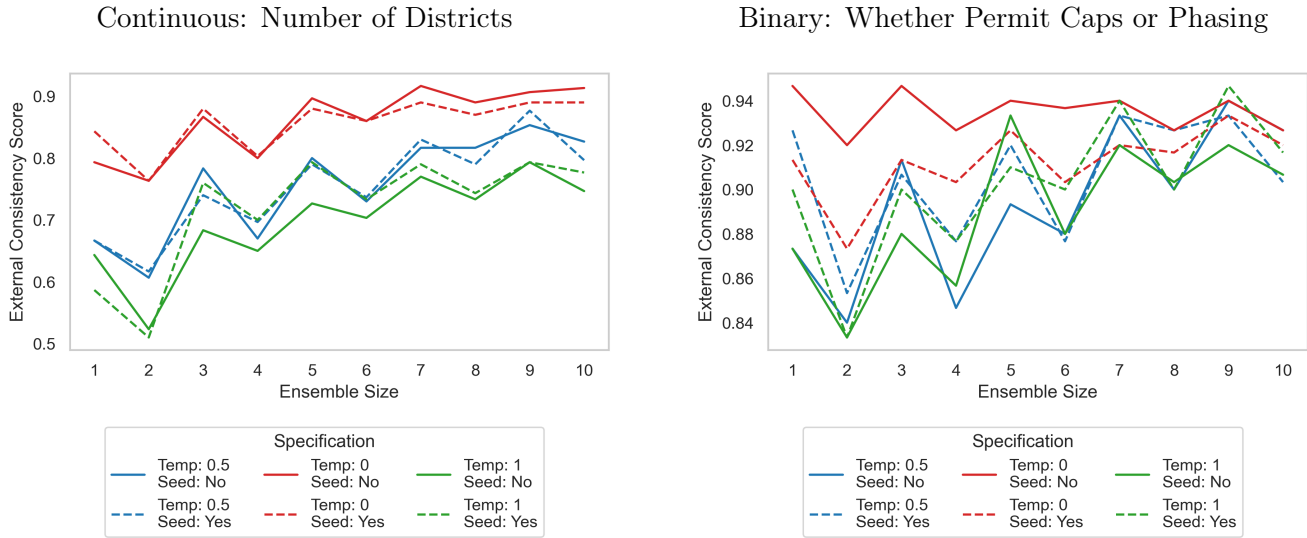 Continuous: Number of Districts
External Consistency Score
0.9
0.8
0.7
0.6
0.5
1 2 3 4 5 6 7 8 9 10
Ensemble Size
Specification
Temp: 0.5 Temp: 0 Temp: 1
Seed: No Seed: No Seed: No
Temp: 0.5 Temp: 0 Temp: 1
Seed: Yes Seed: Yes Seed: Yes
Binary: Whether Permit Caps or Phasing
External Consistency Score
0.94
0.92
0.90
0.88
0.86
0.84
1 2 3 4 5 6 7 8 9 10
Ensemble Size
Specification
Temp: 0.5 Temp: 0 Temp: 1
Seed: No Seed: No Seed: No
Temp: 0.5 Temp: 0 Temp: 1
Seed: Yes Seed: Yes Seed: Yes